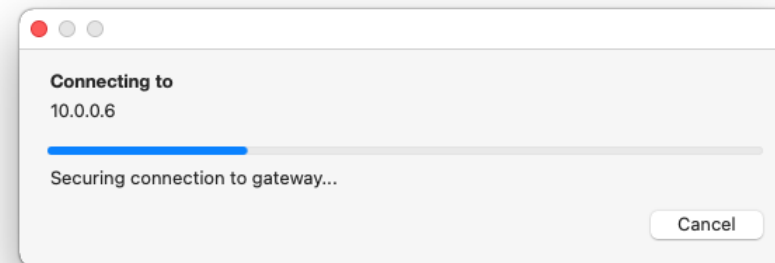 Connecting to
10.0.0.6
Securing connection to gateway...
Cancel